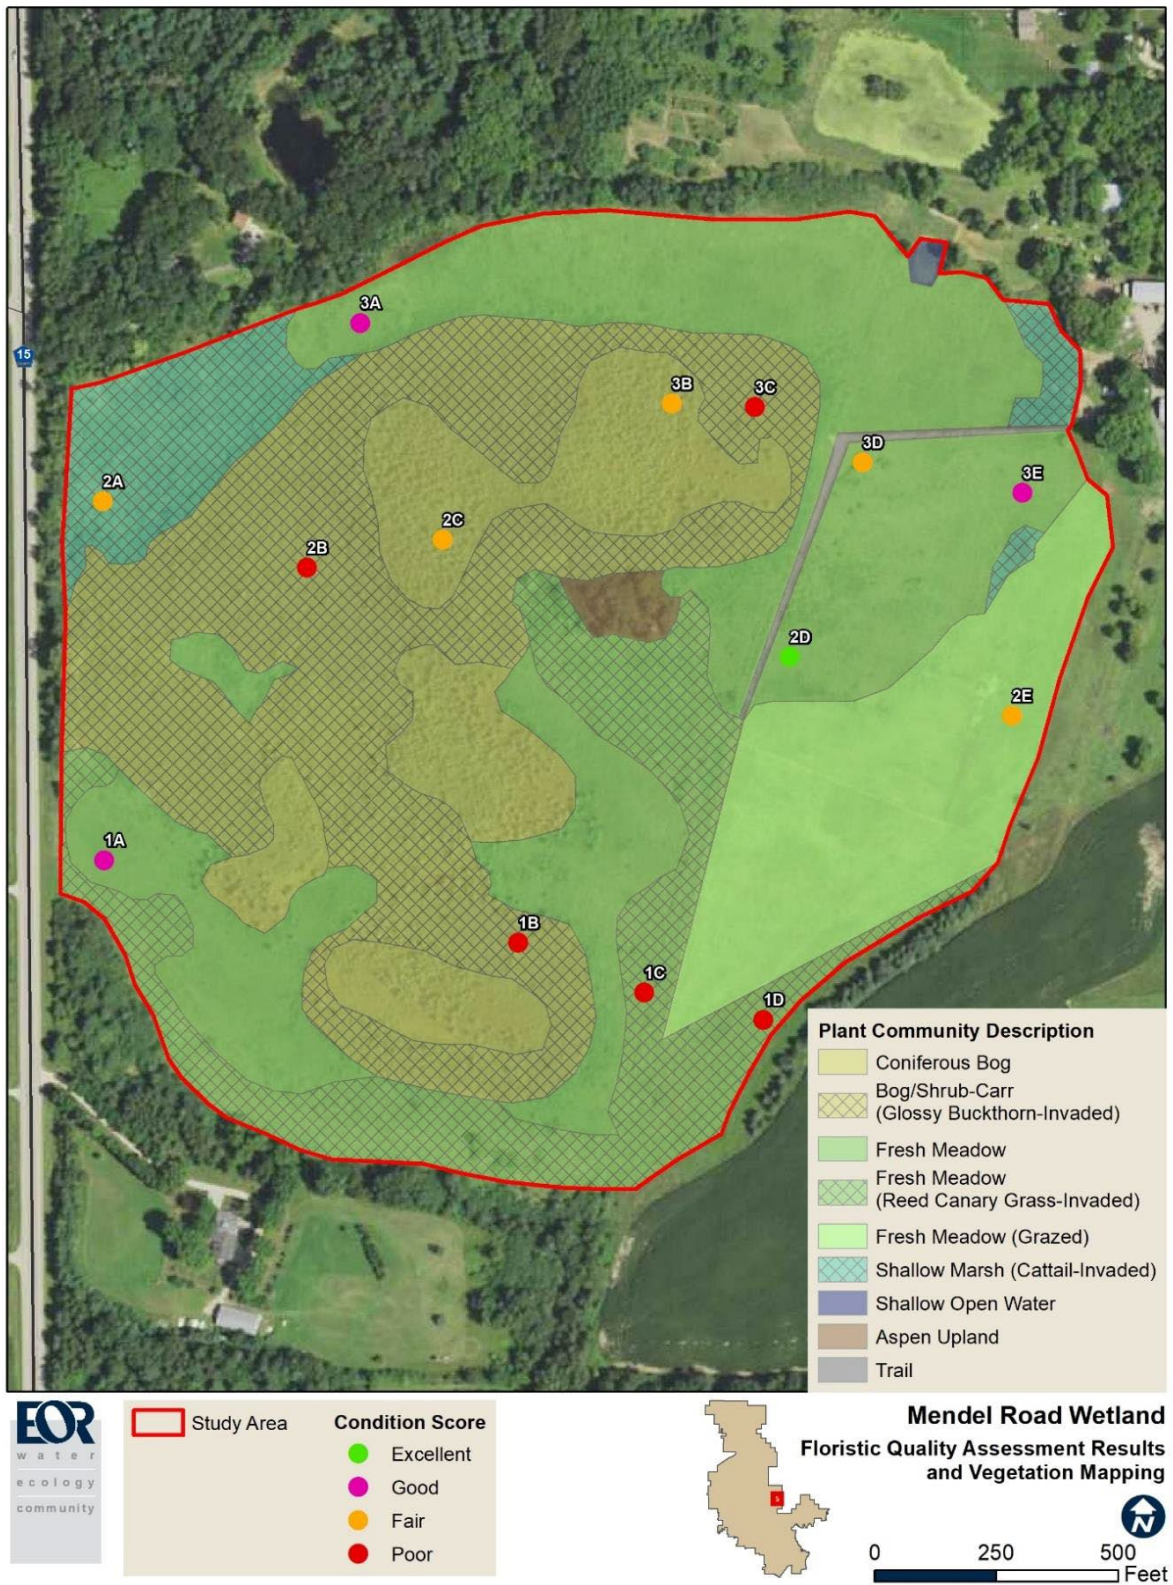 3A
15
3B
3C
3D
2A
3E
2C
2B
2D
2E
1A
1B
1C
1D
Plant Community Description
Coniferous Bog
Bog/Shrub-Carr
(Glossy Buckthorn-Invaded)
Fresh Meadow
Fresh Meadow
(Reed Canary Grass-Invaded)
Fresh Meadow (Grazed)
Shallow Marsh (Cattail-Invaded)
Shallow Open Water
Aspen Upland
Trail
EOR
water
ecology
community
Study Area
Condition Score
Excellent
Good
Fair
Poor
Mendel Road Wetland
Floristic Quality Assessment Results
and Vegetation Mapping
N
0 250 500
Feet